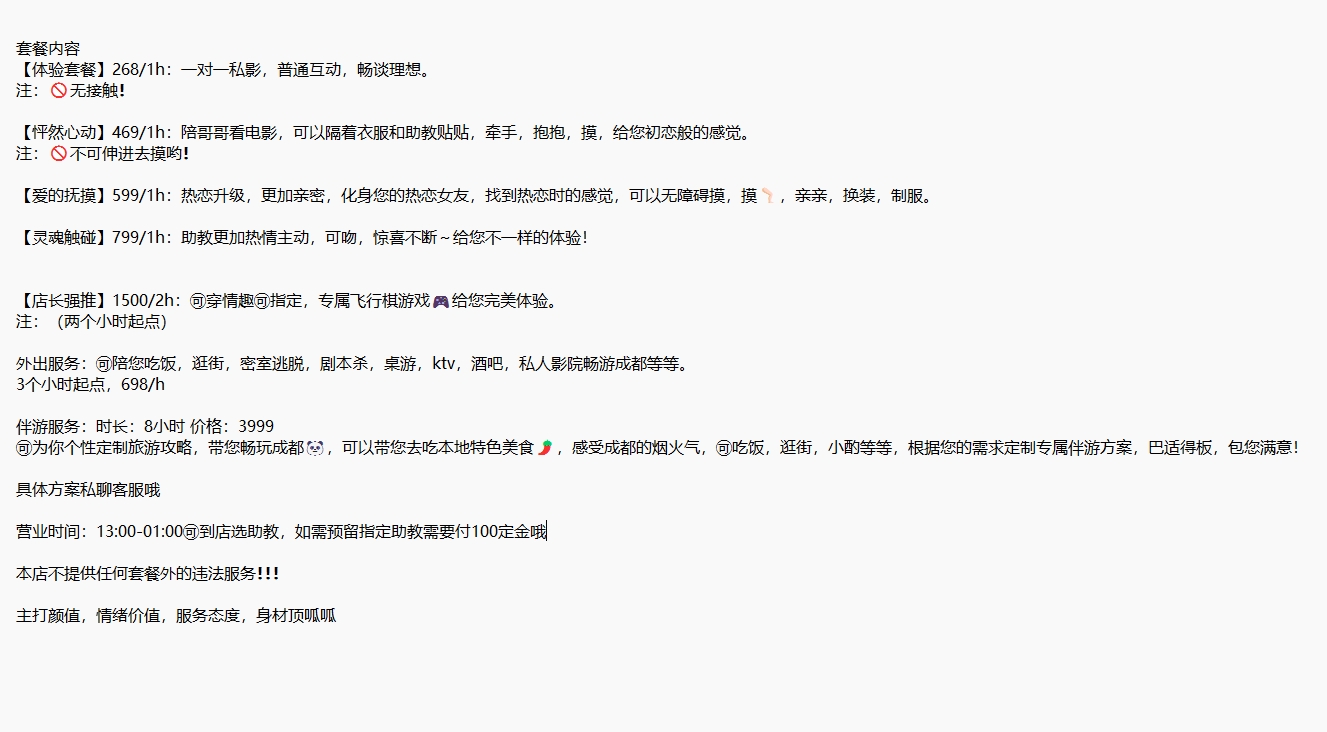 套餐内容
【体验套餐】268/1h：一对一私影，普通互动，畅谈理想。
注：🚫无接触!
【怦然心动】469/1h：陪哥哥看电影，可以隔着衣服和助教贴贴，牵手，抱抱，摸，给您初恋般的感觉。
注：🚫不可伸进去摸哟!
【爱的抚摸】599/1h：热恋升级，更加亲密，化身您的热恋女友，找到热恋时的感觉，可以无障碍摸，摸🦵🏻，亲亲，换装，制服。
【灵魂触碰】799/1h：助教更加热情主动，可吻，惊喜不断～给您不一样的体验！
【店长强推】1500/2h：🉑穿情趣🉑指定，专属飞行棋游戏🎮给您完美体验。
注：（两个小时起点）
外出服务：🉑陪您吃饭，逛街，密室逃脱，剧本杀，桌游，ktv，酒吧，私人影院畅游成都等等。
3个小时起点，698/h
伴游服务：时长：8小时 价格：3999
🉑为你个性定制旅游攻略，带您畅玩成都🐼，可以带您去吃本地特色美食🌶，感受成都的烟火气，🉑吃饭，逛街，小酌等等，根据您的需求定制专属伴游方案，巴适得板，包您满意！
具体方案私聊客服哦
营业时间：13:00-01:00🉑到店选助教，如需预留指定助教需要付100定金哦
本店不提供任何套餐外的违法服务!!!
主打颜值，情绪价值，服务态度，身材顶呱呱